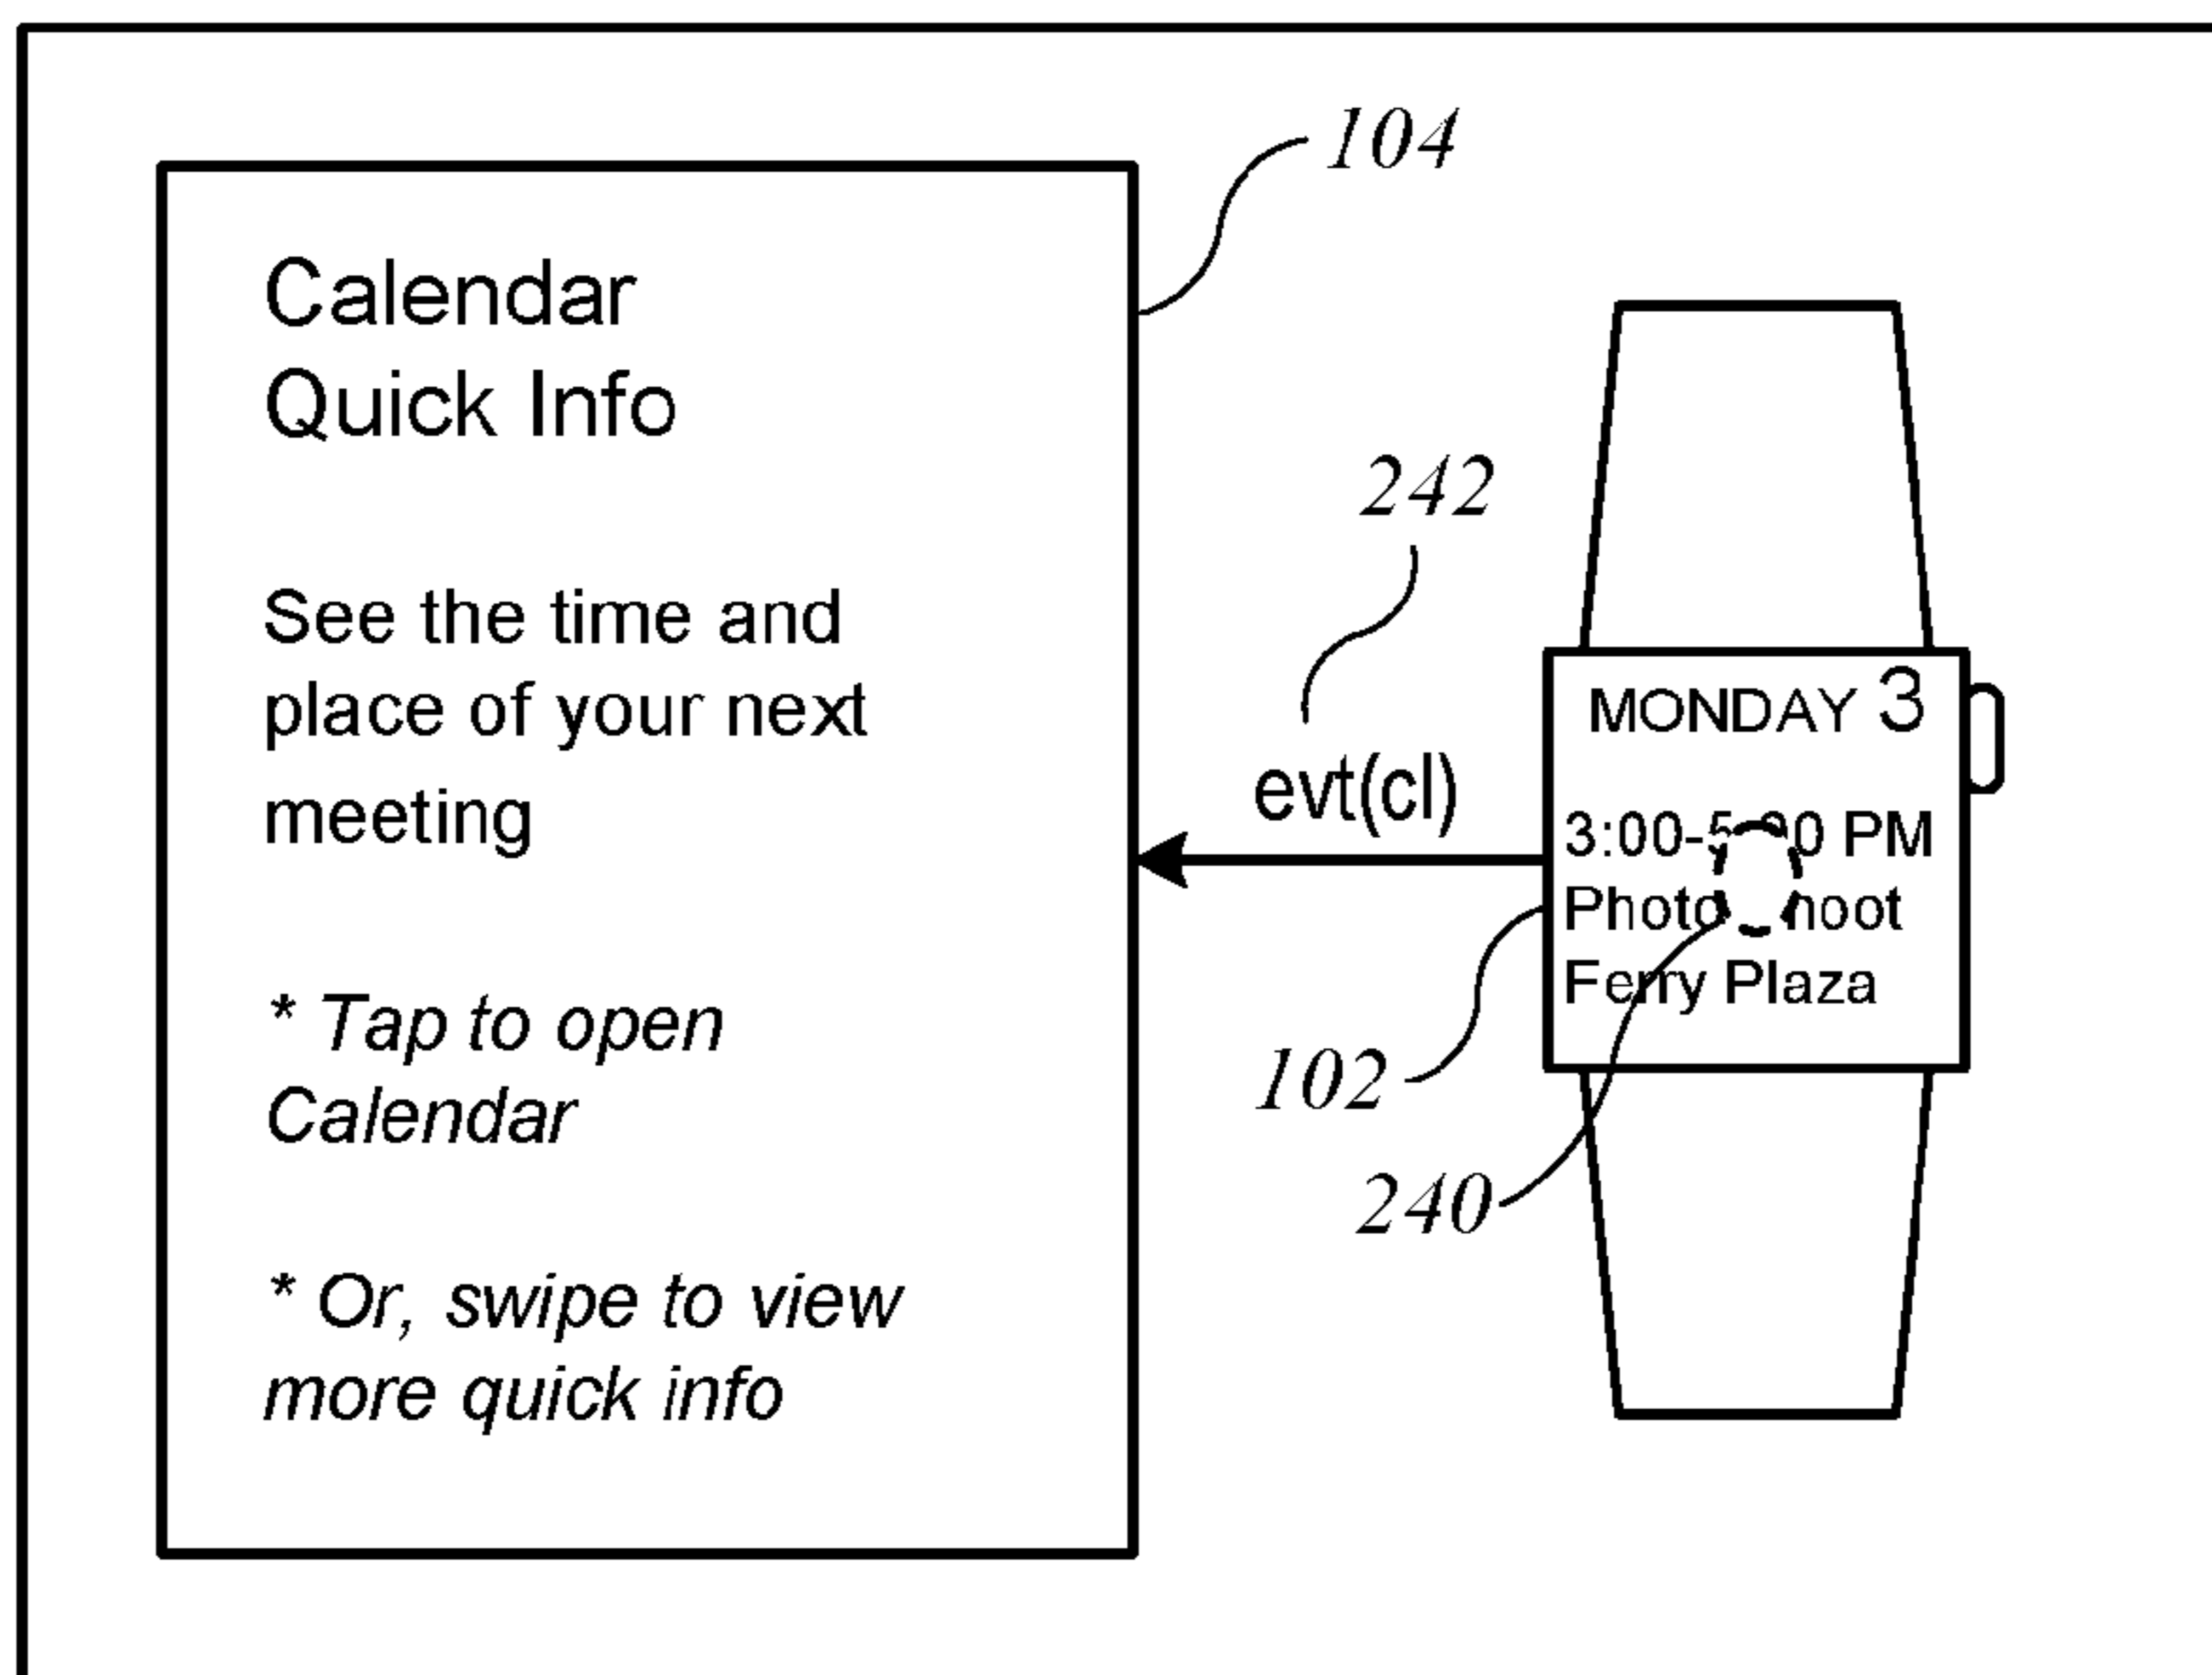 104
Calendar
Quick Info
See the time and
place of your next
meeting
* Tap to open
Calendar
* Or, swipe to view
more quick info
242
evt(cl)
MONDAY 3
PM
Ferry Plaza
102
240